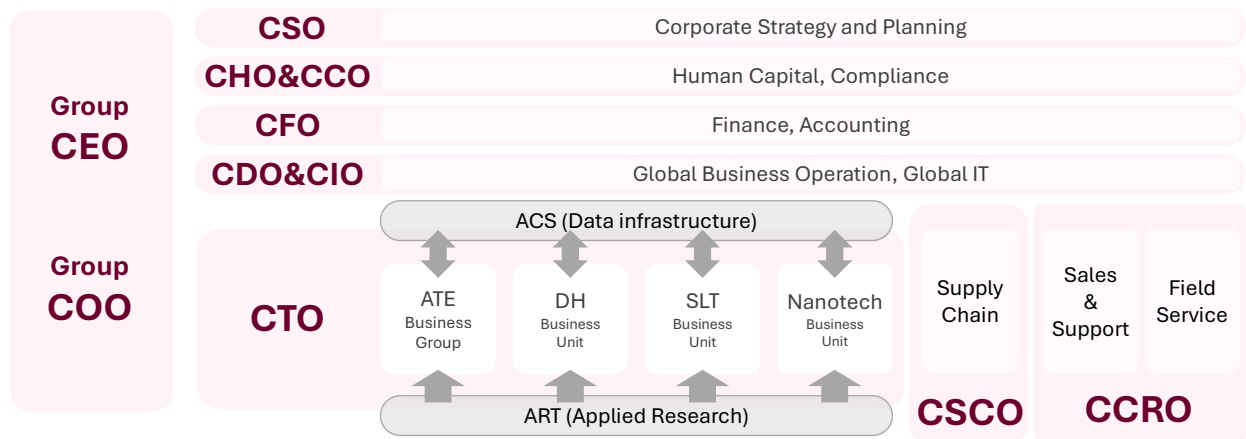 Group
CEO
Group
COO
CSO
Corporate Strategy and Planning
CHO&CCO
Human Capital, Compliance
CFO
Finance, Accounting
CDO&CIO
Global Business Operation, Global IT
ACS (Data infrastructure)
CTO
ATE
Business
Group
DH
Business
Unit
SLT
Business
Unit
Nanotech
Business
Unit
ART (Applied Research)
Supply
Chain
CSCO
Sales
&
Support
Field
Service
CCRO